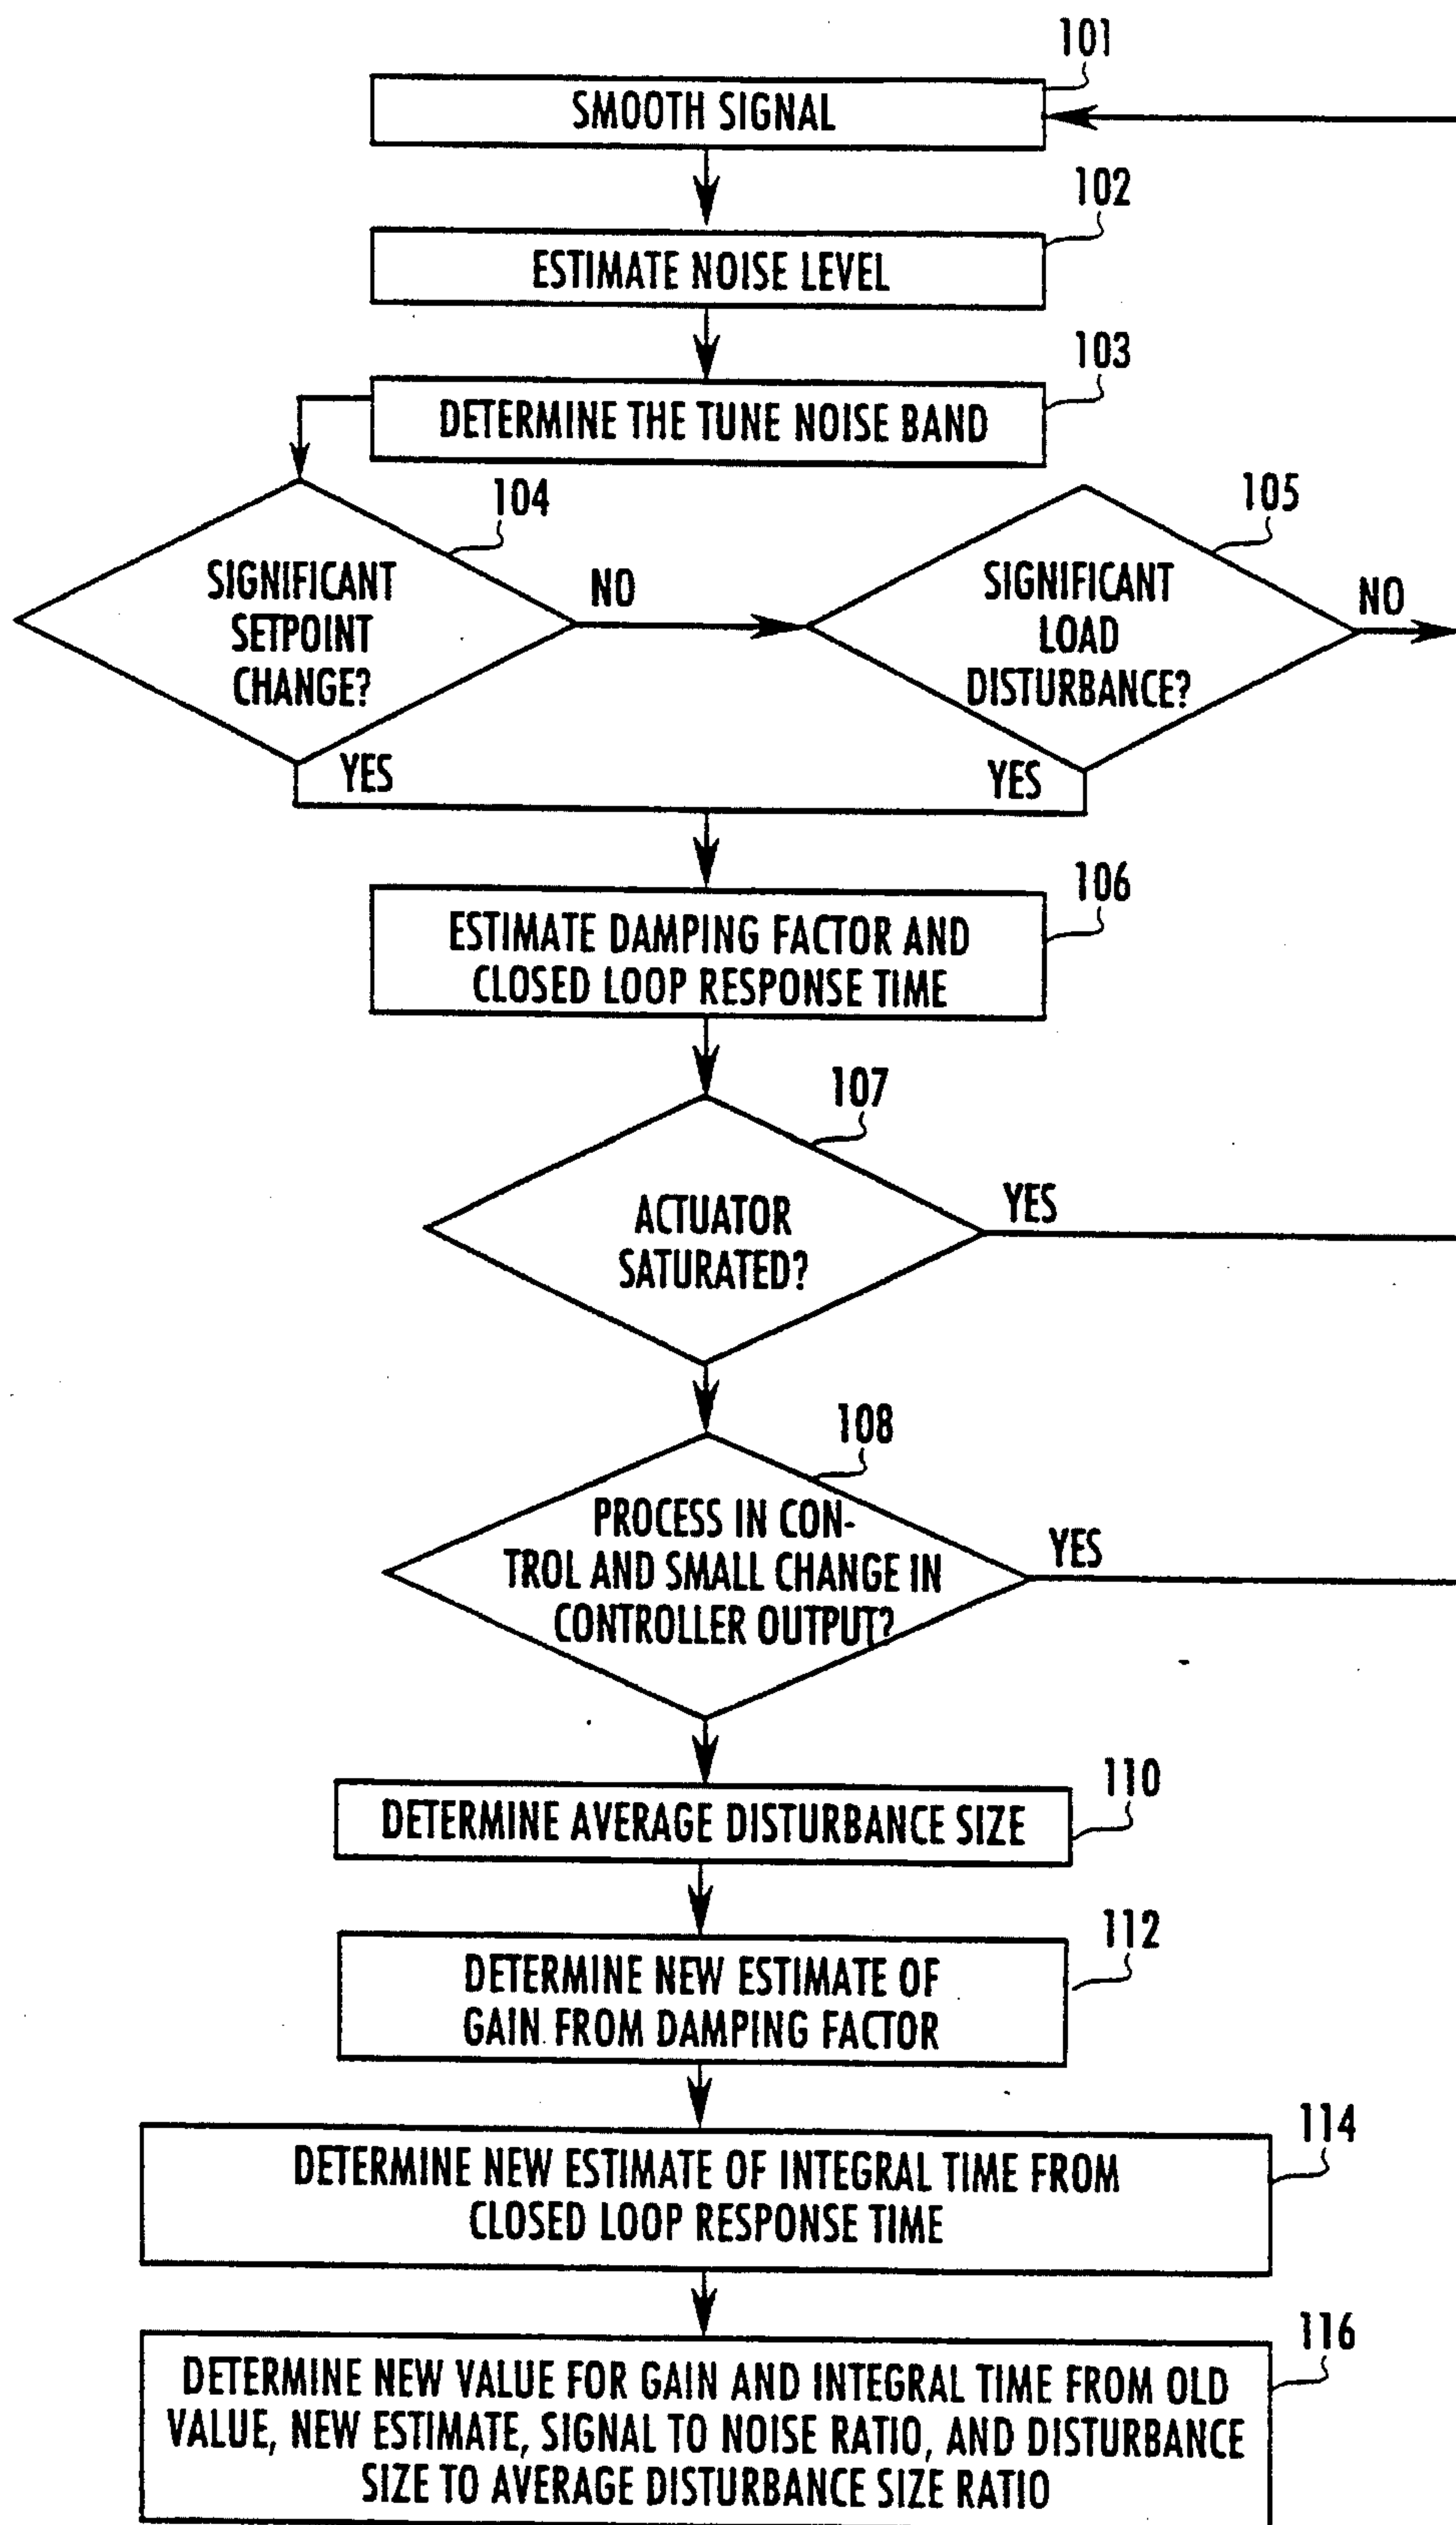 101
SMOOTH SIGNAL
102
ESTIMATE NOISE LEVEL
103
DETERMINE THE TUNE NOISE BAND
104
SIGNIFICANT
SETPOINT
CHANGE?
NO
105
SIGNIFICANT
LOAD
DISTURBANCE?
NO
YES
YES
106
ESTIMATE DAMPING FACTOR AND
CLOSED LOOP RESPONSE TIME
107
ACTUATOR
SATURATED?
YES
108
PROCESS IN CON-
TROL AND SMALL CHANGE IN
CONTROLLER OUTPUT?
YES
110
DETERMINE AVERAGE DISTURBANCE SIZE
112
DETERMINE NEW ESTIMATE OF
GAIN FROM DAMPING FACTOR
114
DETERMINE NEW ESTIMATE OF INTEGRAL TIME FROM
CLOSED LOOP RESPONSE TIME
116
DETERMINE NEW VALUE FOR GAIN AND INTEGRAL TIME FROM OLD
VALUE, NEW ESTIMATE, SIGNAL TO NOISE RATIO, AND DISTURBANCE
SIZE TO AVERAGE DISTURBANCE SIZE RATIO